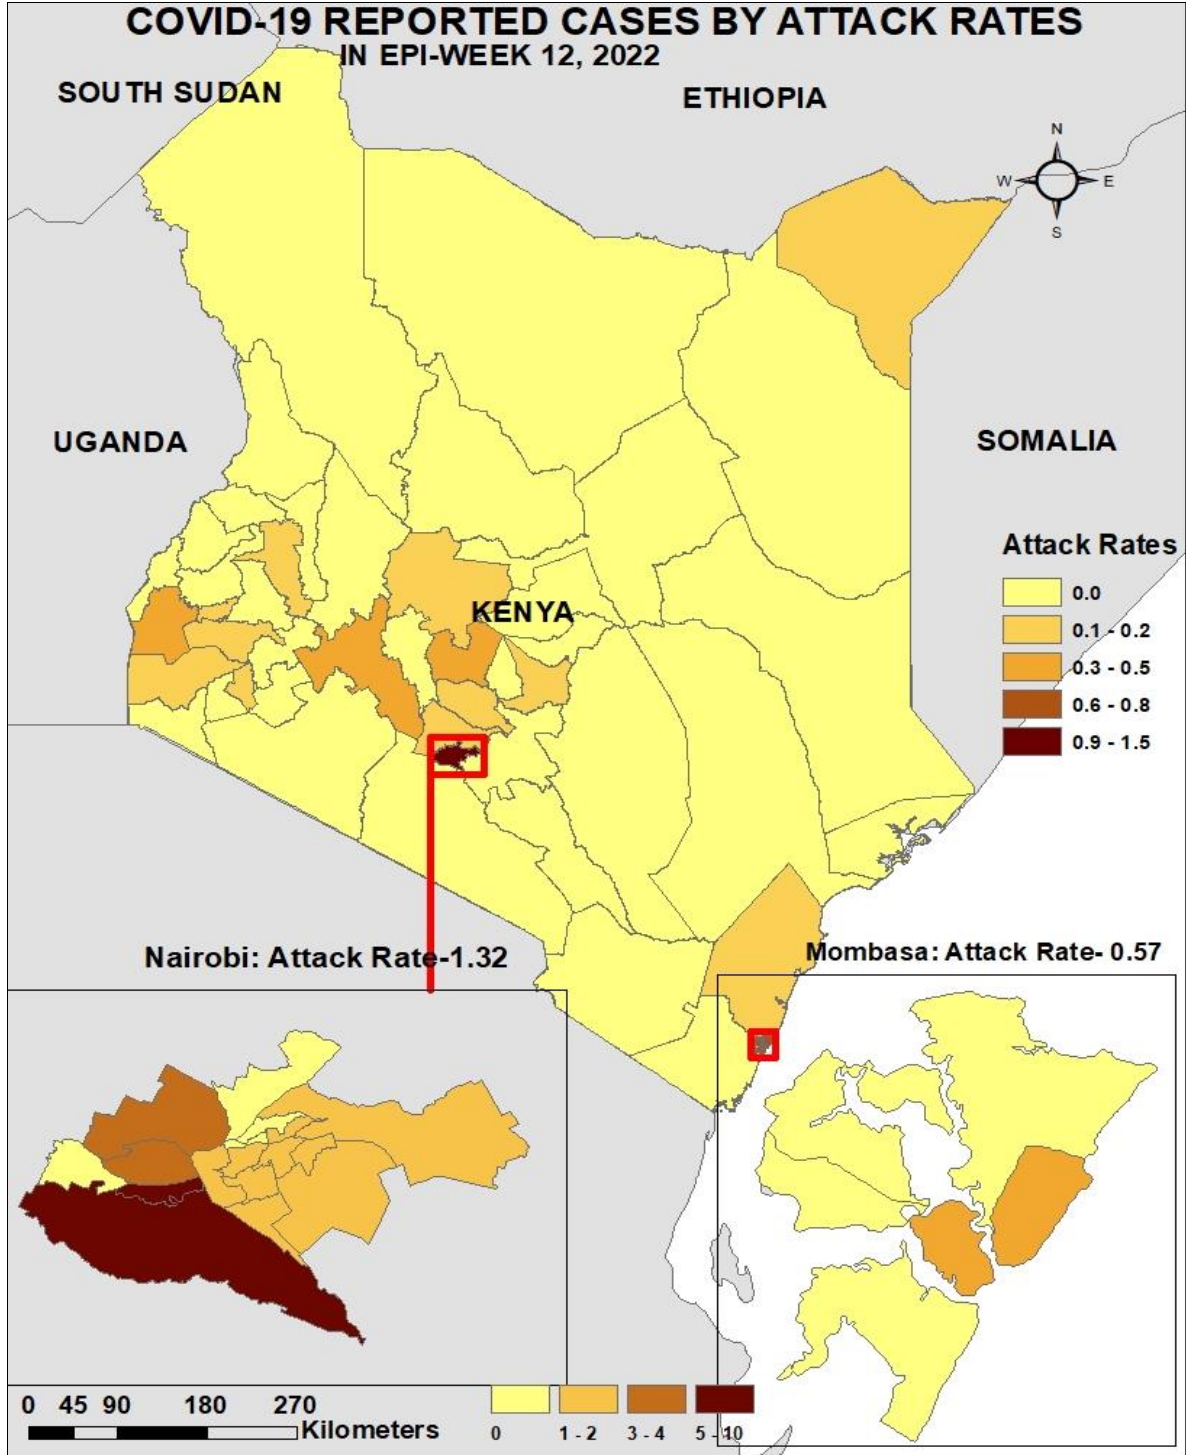 COVID-19 REPORTED CASES BY ATTACK RATES
IN EPI-WEEK 12, 2022
SOUTH SUDAN
ETHIOPIA
N
W E
S
UGANDA
SOMALIA
Attack Rates
0.0
0.1 - 0.2
0.3 - 0.5
0.6 - 0.8
0.9 - 1.5
KENYA
Nairobi: Attack Rate-1.32
Mombasa: Attack Rate- 0.57
0 45 90 180 270
Kilometers
0 1 - 2 3 - 4 5 - 10